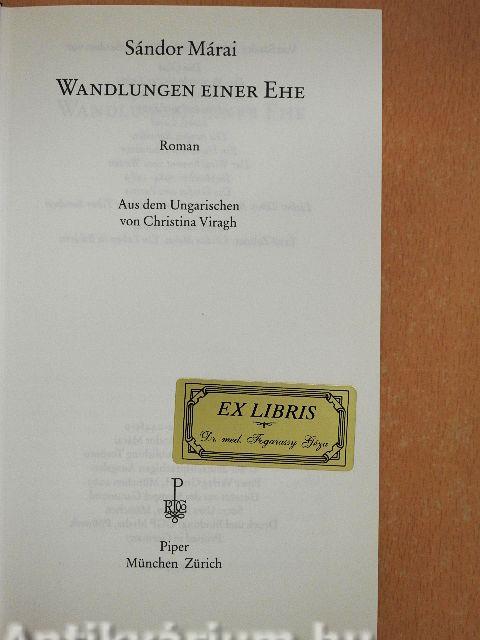 Sándor Márai
WANDLUNGEN EINER EHE
Roman
Aus dem Ungarischen
von Christina Viragh
EX LIBRIS
Dr. med. Fogarassy Géza
P
Piper
München Zürich
Antikvárium.hu